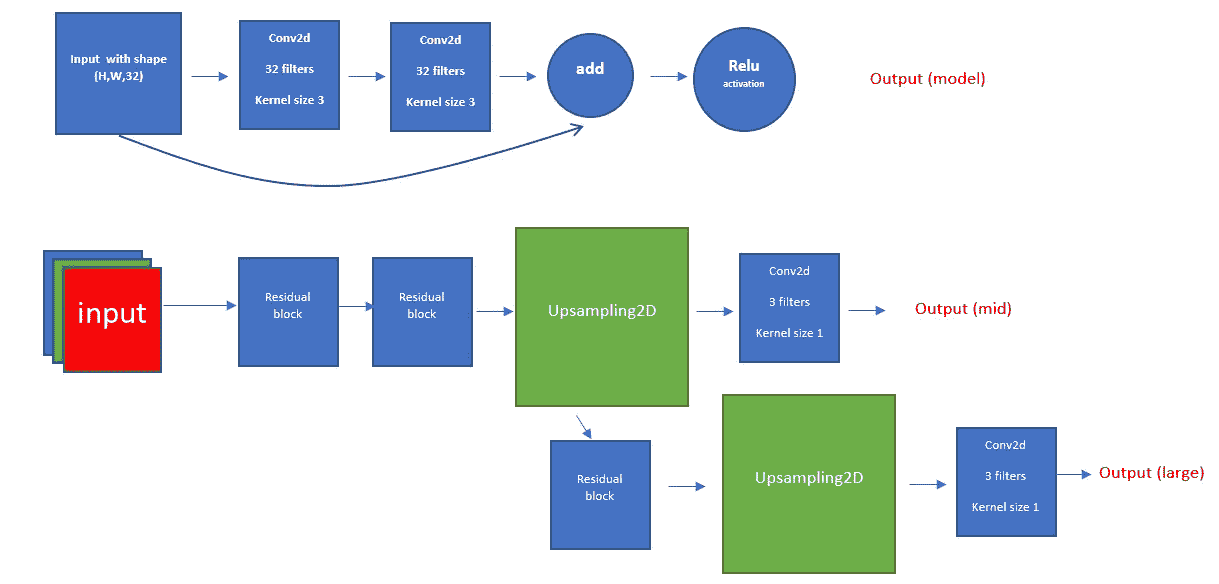 Input with shape
(H,W,32)
Conv2d
32 filters
Kernel size 3
Conv2d
32 filters
Kernel size 3
add
Relu
activation
Output (model)
input
Residual
block
Residual
block
Upsampling2D
Conv2d
3 filters
Kernel size 1
Output (mid)
Residual
block
Upsampling2D
Conv2d
3 filters
Kernel size 1
Output (large)